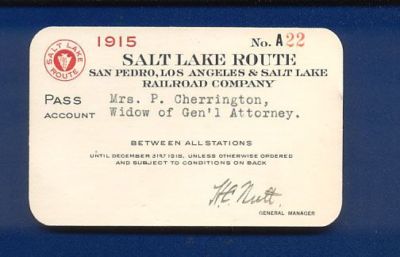 1915 No. A22
SALT LAKE ROUTE
SALT LAKE ROUTE
SAN PEDRO, LOS ANGELES & SALT LAKE
RAILROAD COMPANY
PASS Mrs. P. Cherrington,
ACCOUNT Widow of Gen'l Attorney.
BETWEEN ALL STATIONS
UNTIL DECEMBER 31ST 1915, UNLESS OTHERWISE ORDERED
AND SUBJECT TO CONDITIONS ON BACK
H.C. Nutt.
GENERAL MANAGER